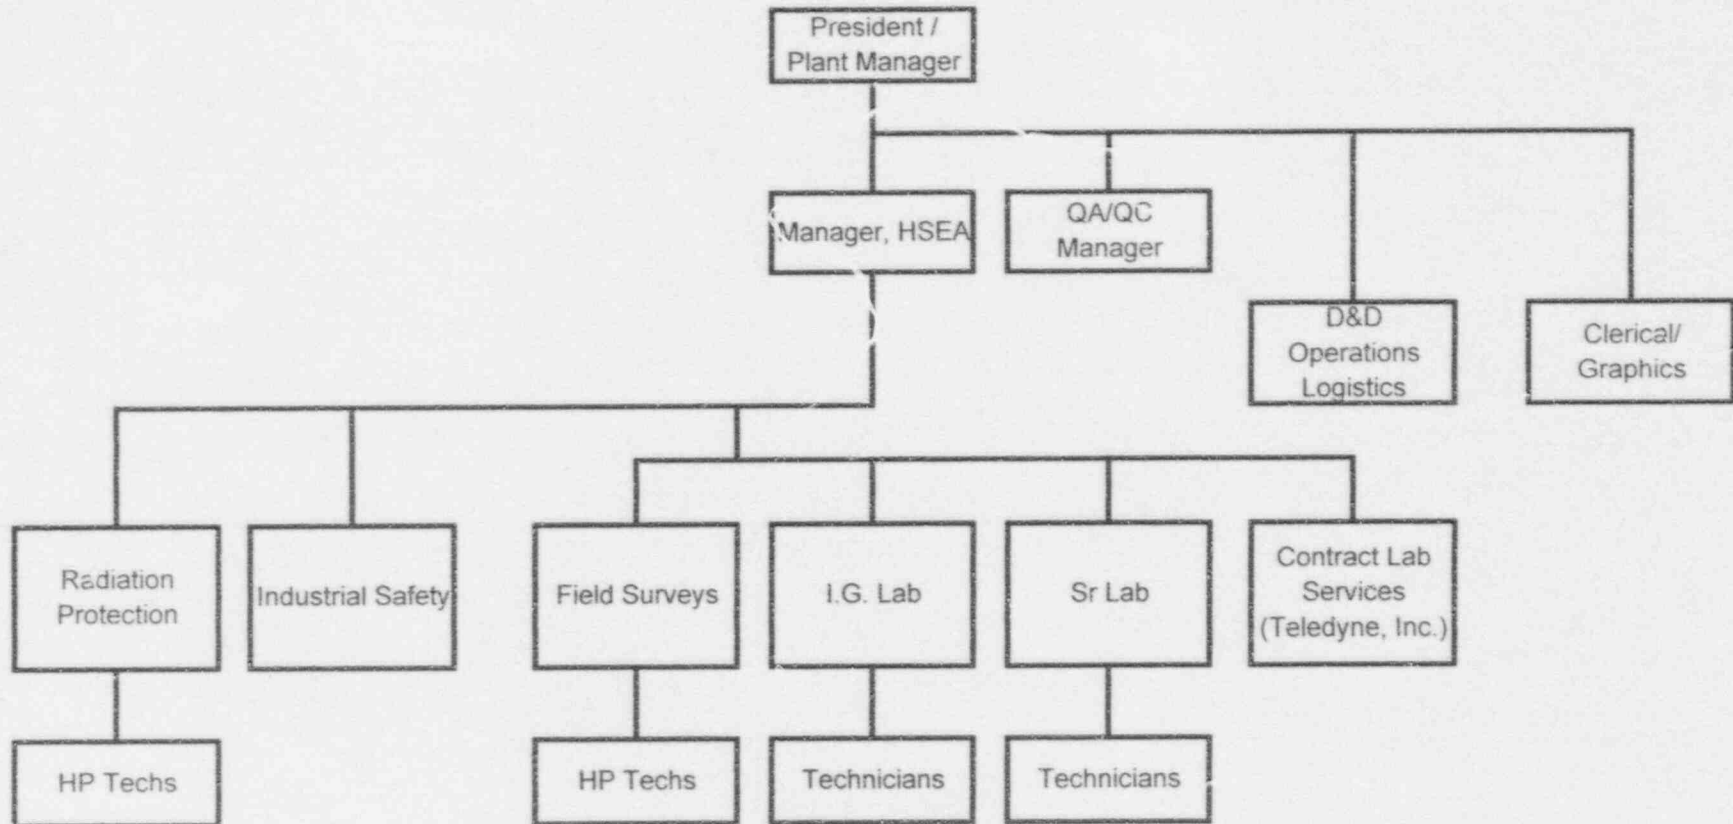 President /
Plant Manager
Manager, HSEA
QA/QC
Manager
D&D
Operations
Logistics
Clerical/
Graphics
Radiation
Protection
Industrial Safety
Field Surveys
I.G. Lab
Sr Lab
Contract Lab
Services
(Teledyne, Inc.)
HP Techs
HP Techs
Technicians
Technicians